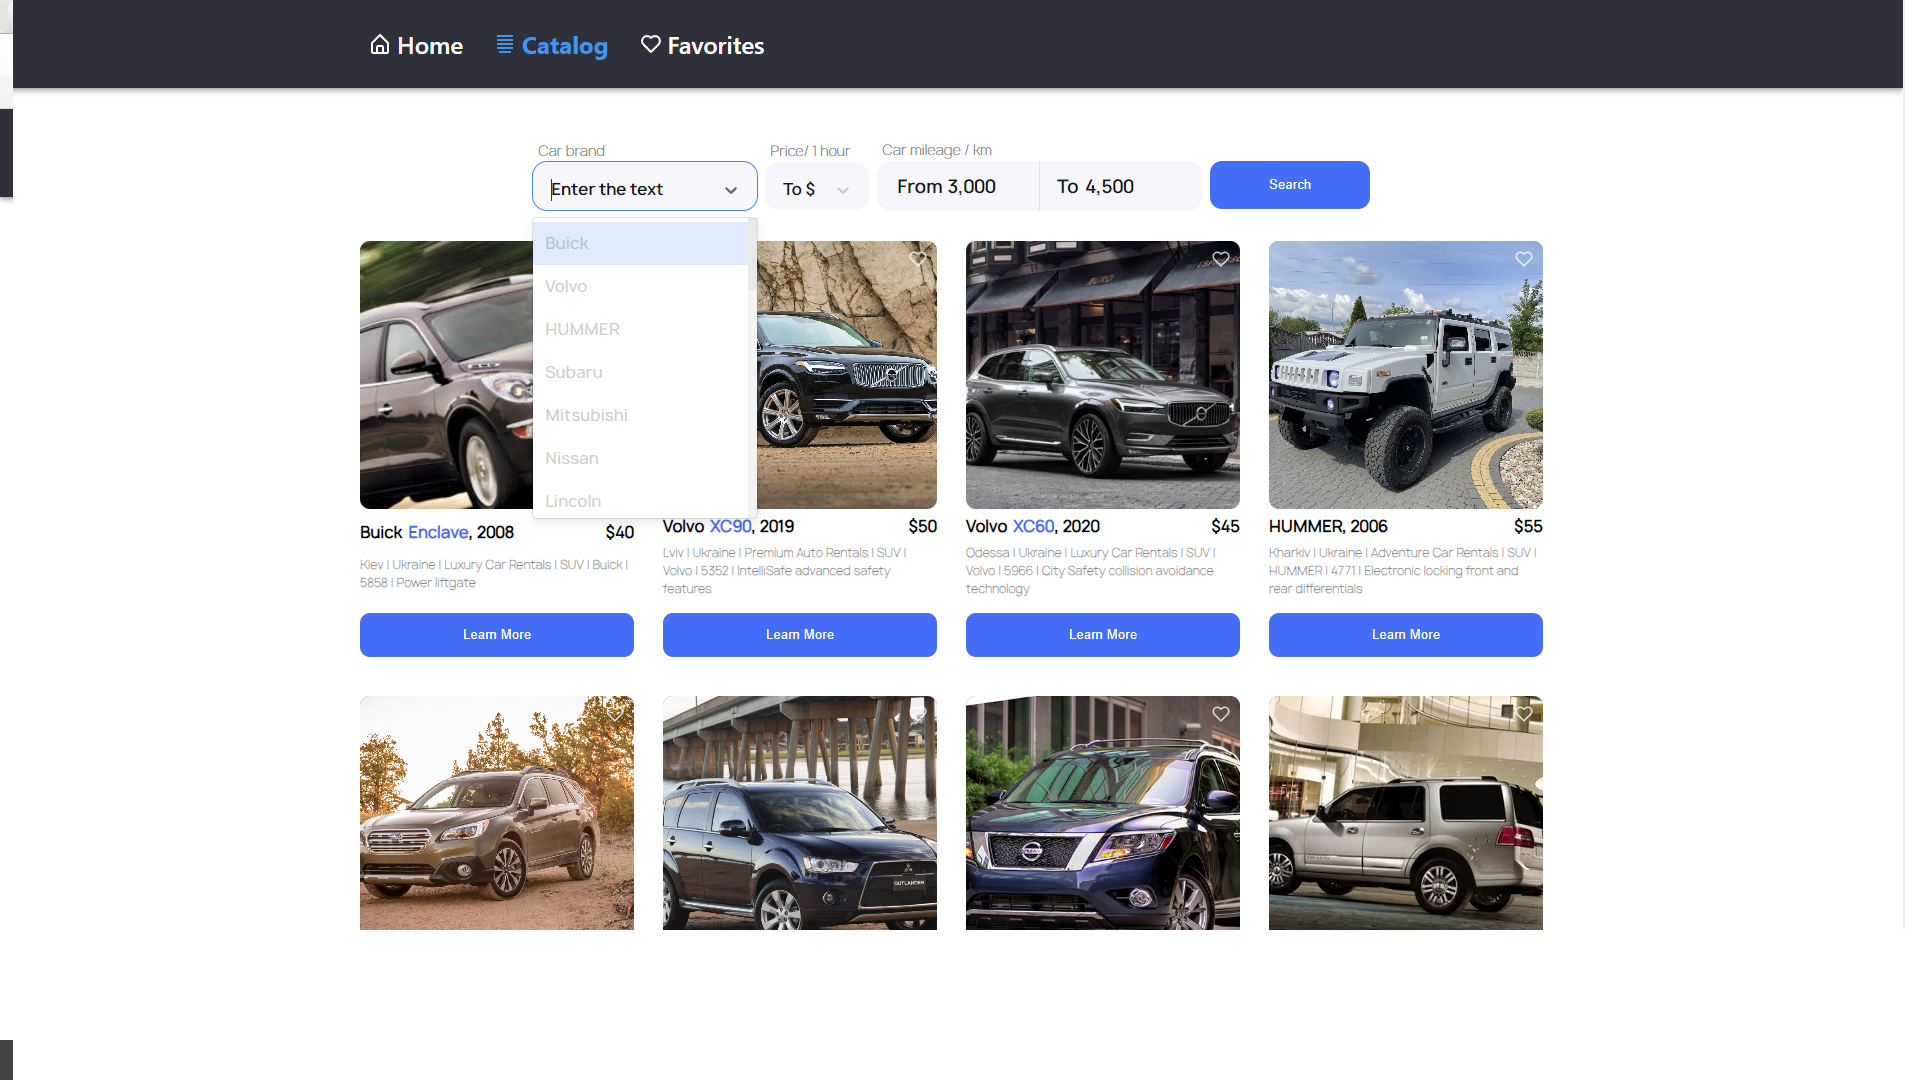 Home
Catalog
Favorites
Car brand
Price/ 1 hour
Car mileage / km
Enter the text
To $
From 3,000
To 4,500
Search
Buick
Volvo
HUMMER
Subaru
Mitsubishi
Nissan
Lincoln
Buick Enclave, 2008
$40
Kiev | Ukraine | Luxury Car Rentals | SUV | Buick |
5858 | Power liftgate
Learn More
Volvo XC90, 2019
$50
Lviv | Ukraine | Premium Auto Rentals | SUV |
Volvo | 5352 | IntelliSafe advanced safety
features
Learn More
Volvo XC60, 2020
$45
Odessa | Ukraine | Luxury Car Rentals | SUV |
Volvo | 5966 | City Safety collision avoidance
technology
Learn More
HUMMER, 2006
$55
Kharkiv | Ukraine | Adventure Car Rentals | SUV |
HUMMER | 4771 | Electronic locking front and
rear differentials
Learn More
OUTLANDER